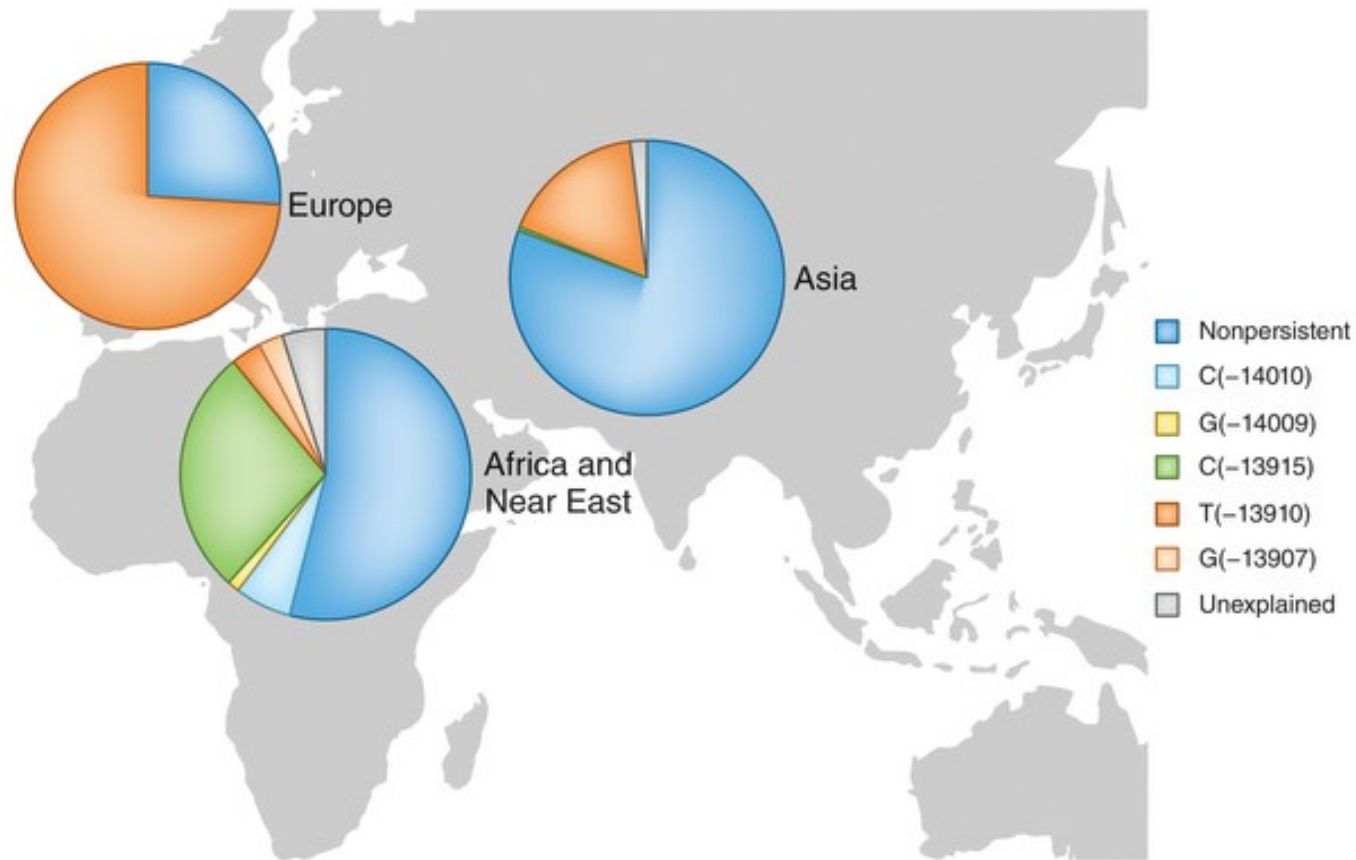 Europe
Asia
Africa and
Near East
Nonpersistent
C(−14010)
G(−14009)
C(−13915)
T(−13910)
G(−13907)
Unexplained